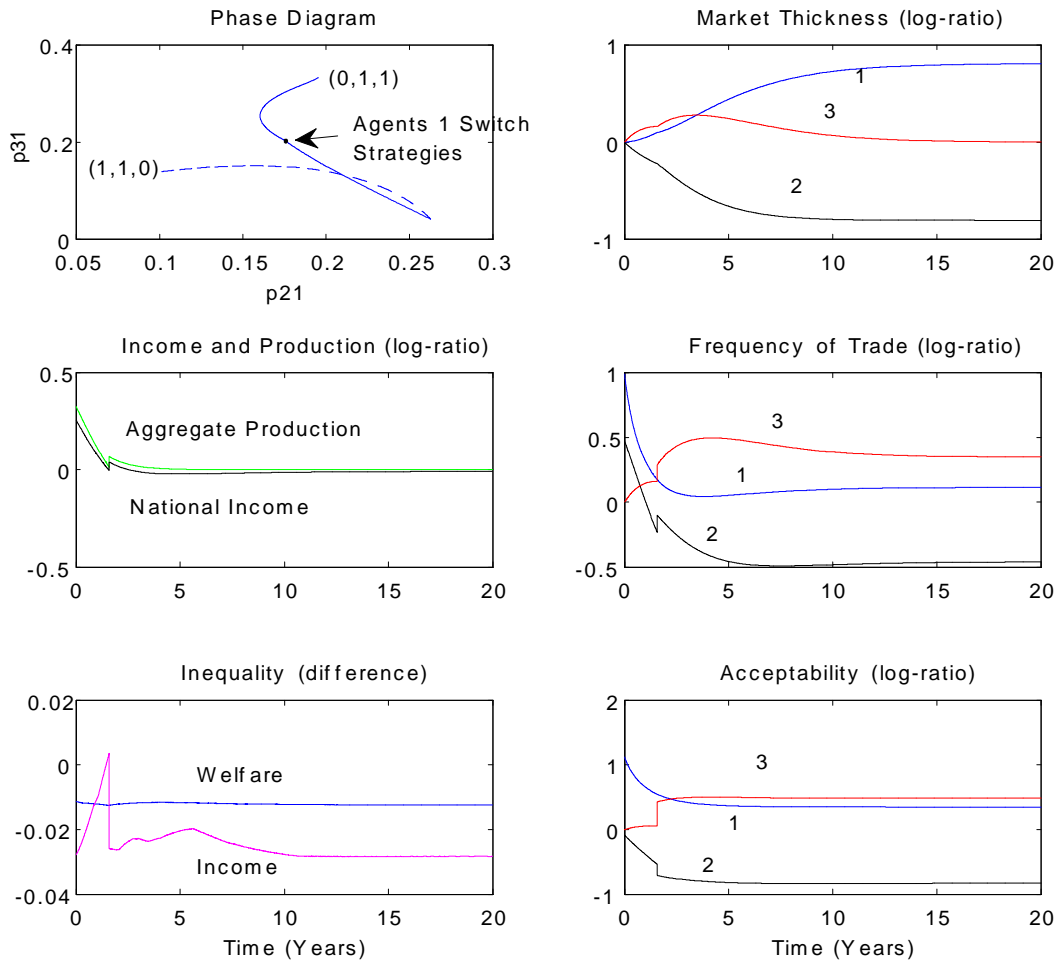 Phase Diagram
0.4
0.2
0
p31
(0,1,1)
Agents 1 Switch
Strategies
(1,1,0)
0.05 0.1 0.15 0.2 0.25 0.3
p21
Market Thickness (log-ratio)
1
0
-1
1
3
2
0 5 10 15 20
Income and Production (log-ratio)
0.5
0
-0.5
Aggregate Production
National Income
0 5 10 15 20
Frequency of Trade (log-ratio)
1
0.5
0
-0.5
3
1
2
0 5 10 15 20
Inequality (difference)
0.02
0
-0.02
-0.04
Welfare
Income
0 5 10 15 20
Time (Years)
Acceptability (log-ratio)
2
1
0
-1
3
1
2
0 5 10 15 20
Time (Years)